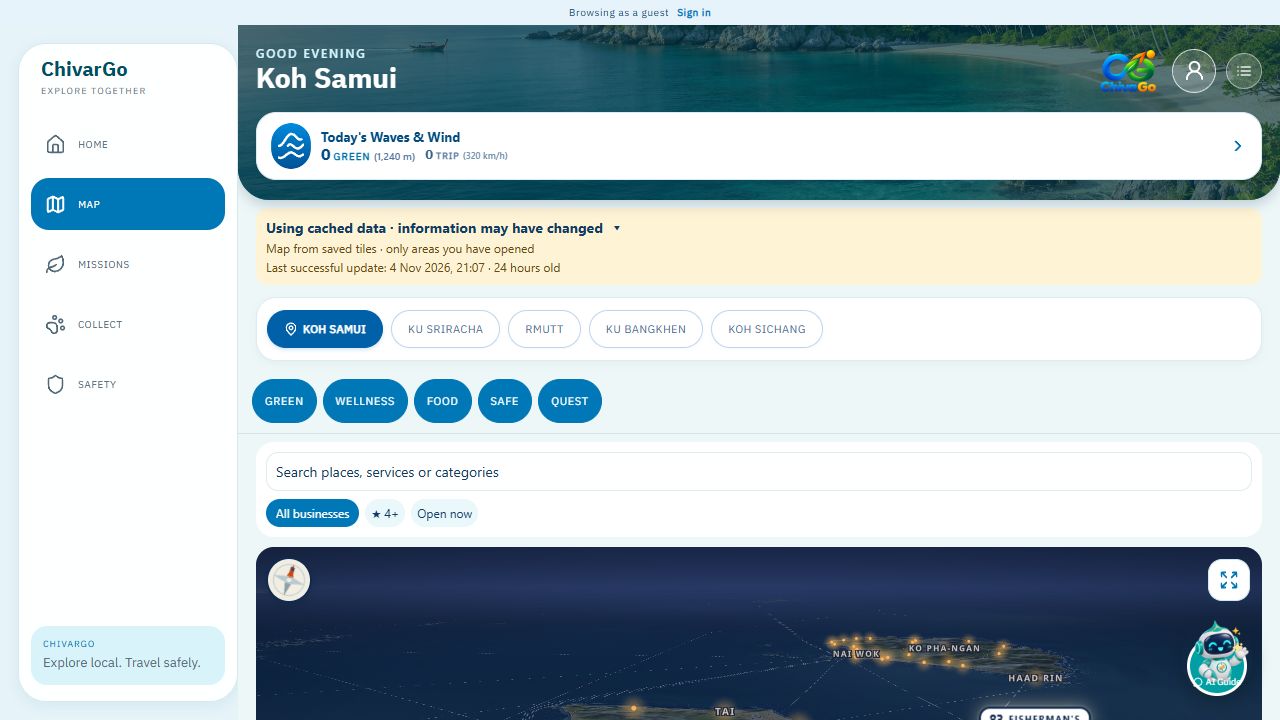 Browsing as a guest Sign in
ChivarGo
EXPLORE TOGETHER
HOME
MAP
MISSIONS
COLLECT
SAFETY
CHIVARGO
Explore local. Travel safely.
GOOD EVENING
Koh Samui
ChivaGo
Today's Waves & Wind
0 GREEN (1,240 m) 0 TRIP (320 km/h)
Using cached data · information may have changed
Map from saved tiles · only areas you have opened
Last successful update: 4 Nov 2026, 21:07 · 24 hours old
KOH SAMUI KU SRIRACHA RMUTT KU BANGKHEN KOH SICHANG
GREEN WELLNESS FOOD SAFE QUEST
Search places, services or categories
All businesses ★ 4+ Open now
NAI WOK KO PHA-NGAN
HAAD RIN
AI Guide
TAI
83 FISHERMAN'S